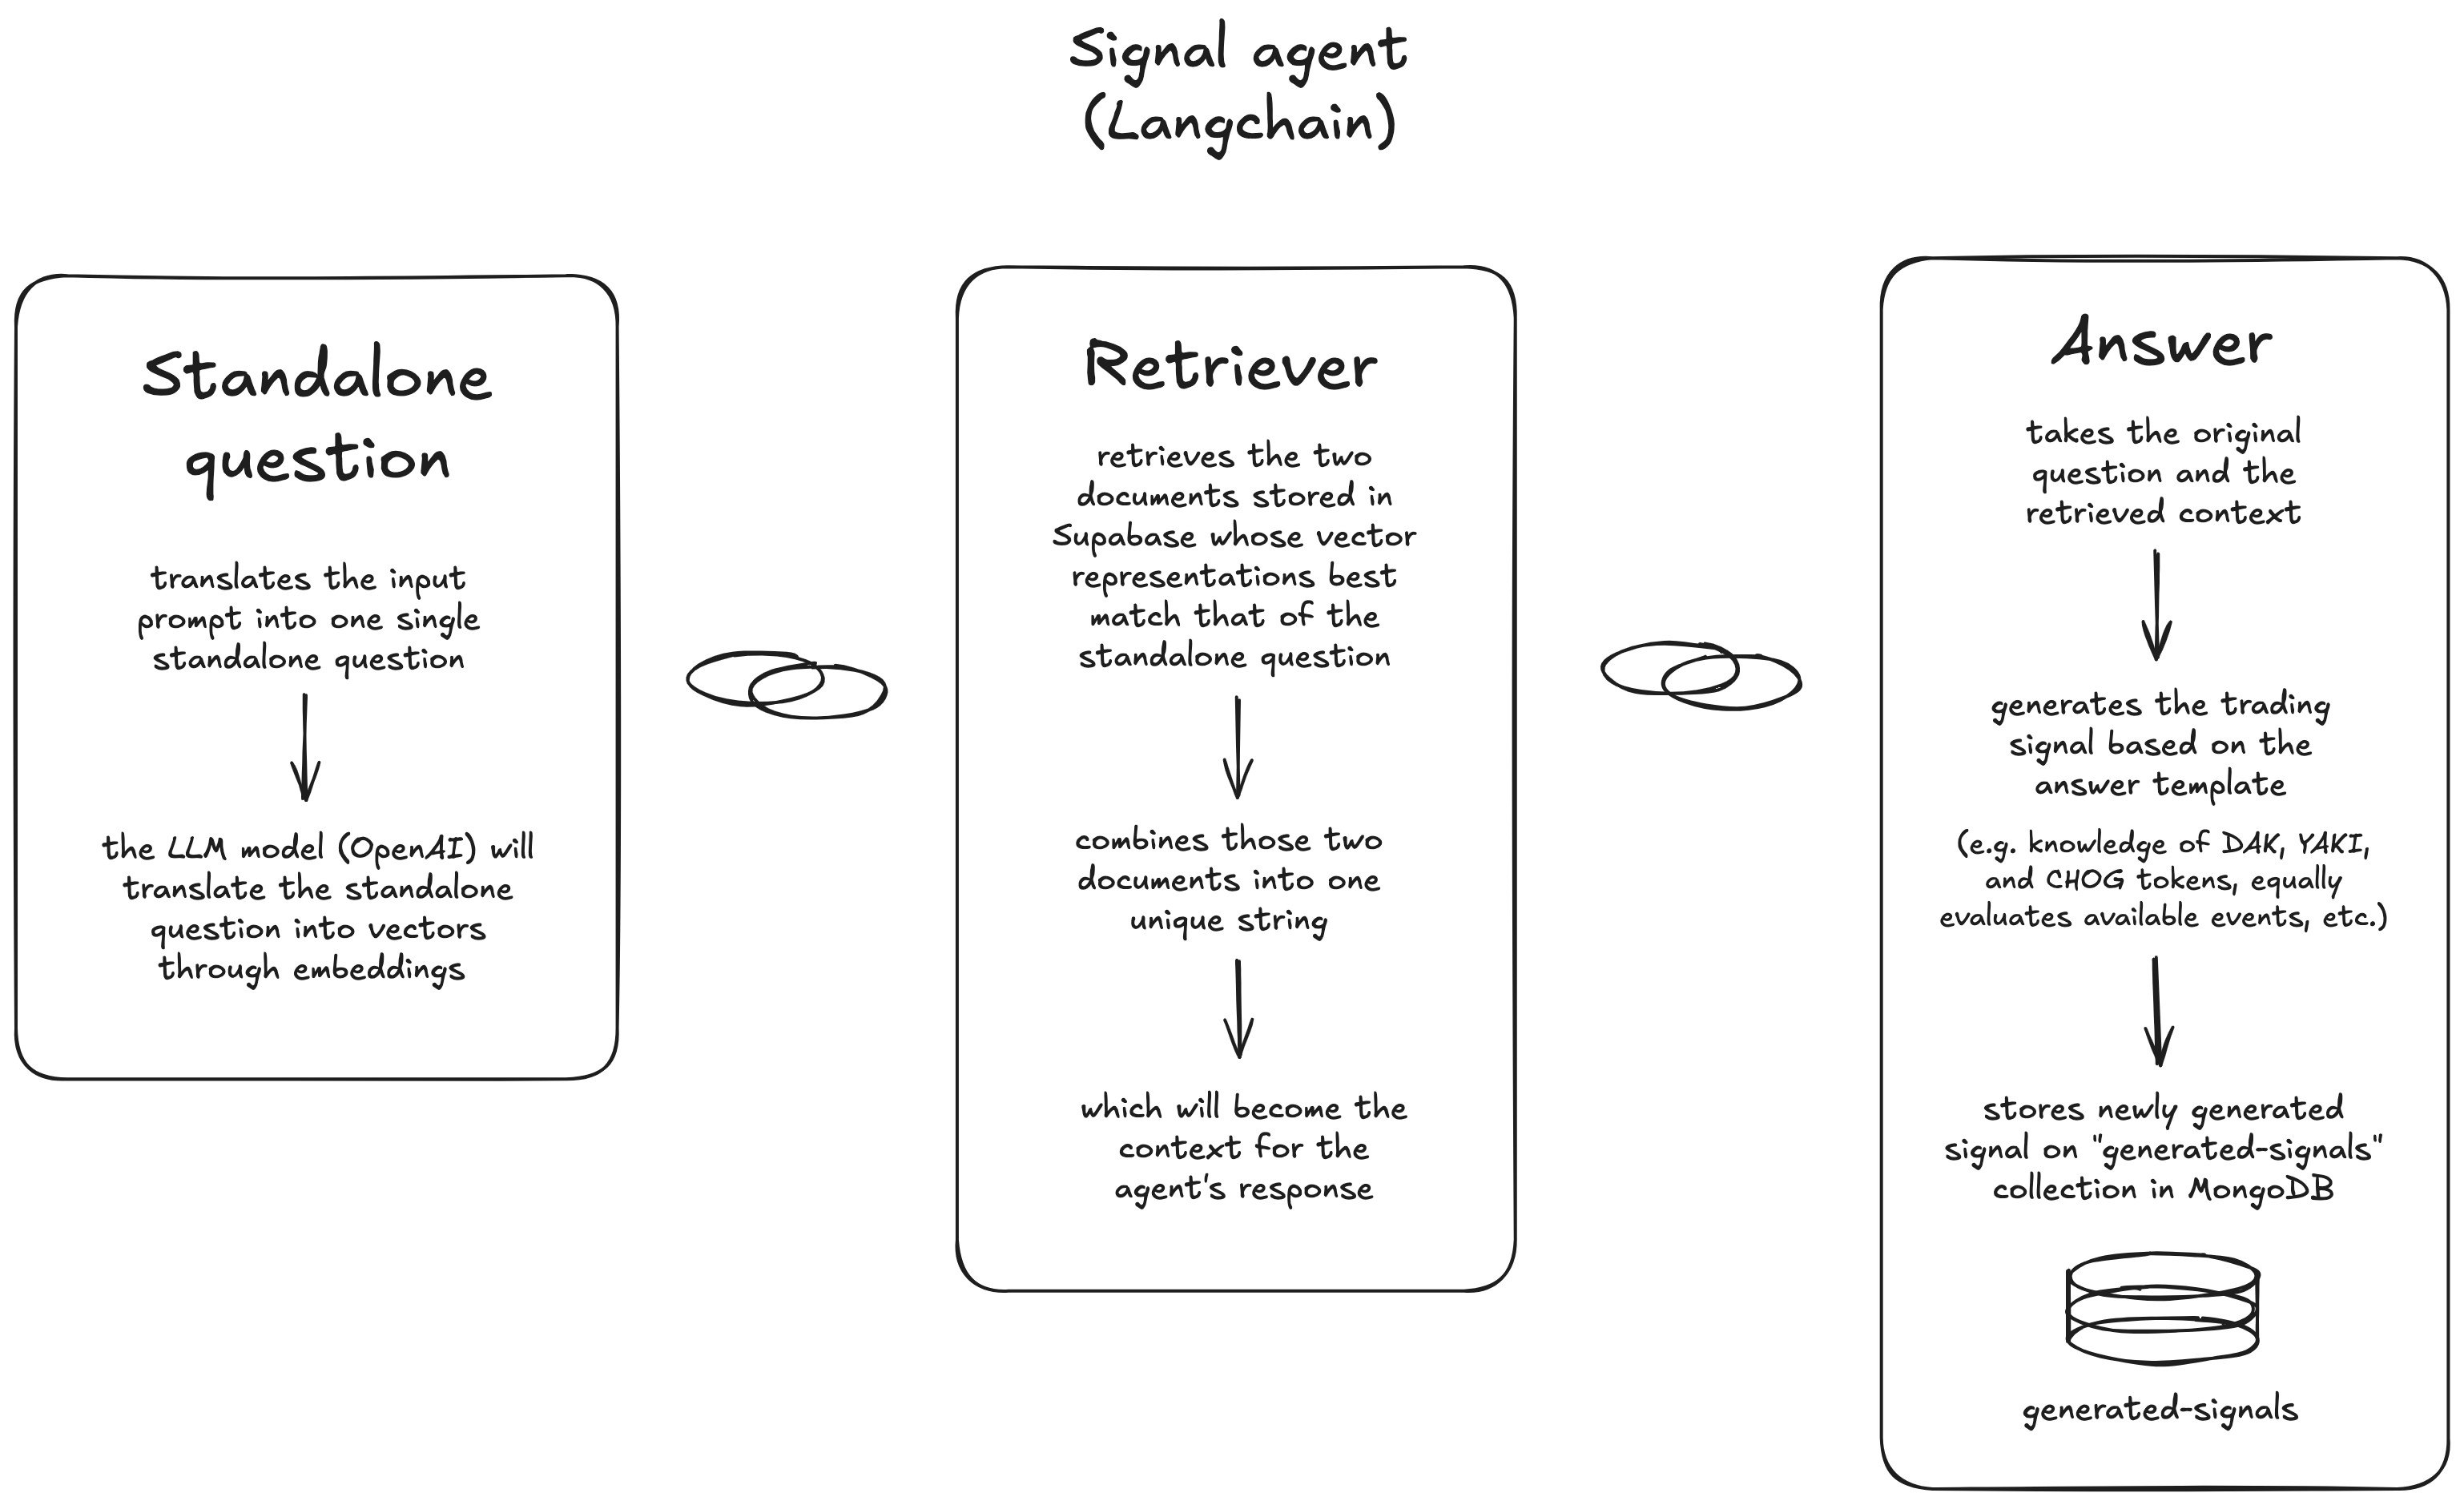 Signal agent
(Langchain)
Standalone
question
translates the input
prompt into one single
standalone question
the LLM model (OpenAI) will
translate the standalone
question into vectors
through embeddings
Retriever
retrieves the two
documents stored in
Supabase whose vector
representations best
match that of the
standalone question
combines those two
documents into one
unique string
which will become the
context for the
agent's response
Answer
takes the original
question and the
retrieved context
generates the trading
signal based on the
answer template
(e.g. knowledge of DAK, YAKI,
and CHOG tokens, equally
evaluates available events, etc.)
stores newly generated
signal on "generated-signals"
collection in MongoDB
generated-signals